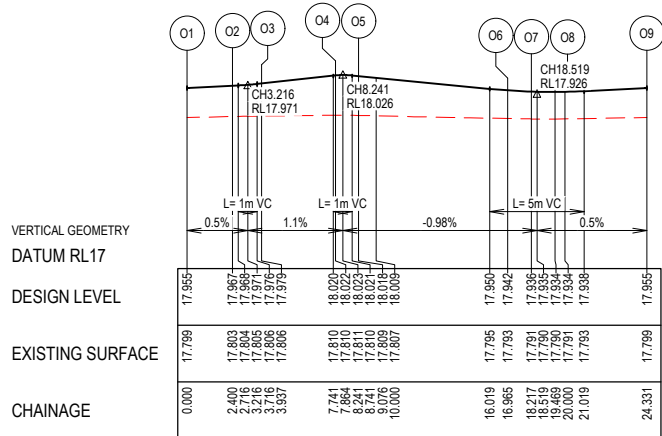 O1
O2
O3
O4
O5
O6
O7
O8
O9
CH3.216
RL17.971
CH8.241
RL18.026
CH18.519
RL17.926
L= 1m VC
L= 1m VC
L= 5m VC
0.5%
1.1%
-0.98%
0.5%
VERTICAL GEOMETRY
DATUM RL17
DESIGN LEVEL
17.955
17.967
17.968
17.971
17.976
17.979
18.020
18.022
18.023
18.021
18.018
18.009
17.950
17.942
17.936
17.935
17.934
17.934
17.938
17.955
EXISTING SURFACE
17.799
17.803
17.804
17.805
17.806
17.806
17.810
17.810
17.811
17.810
17.809
17.807
17.795
17.793
17.791
17.790
17.790
17.791
17.793
17.799
CHAINAGE
0.000
2.400
2.716
3.216
3.716
3.937
7.741
7.864
8.241
8.741
9.076
10.000
16.019
16.965
18.217
18.519
19.469
20.000
21.019
24.331